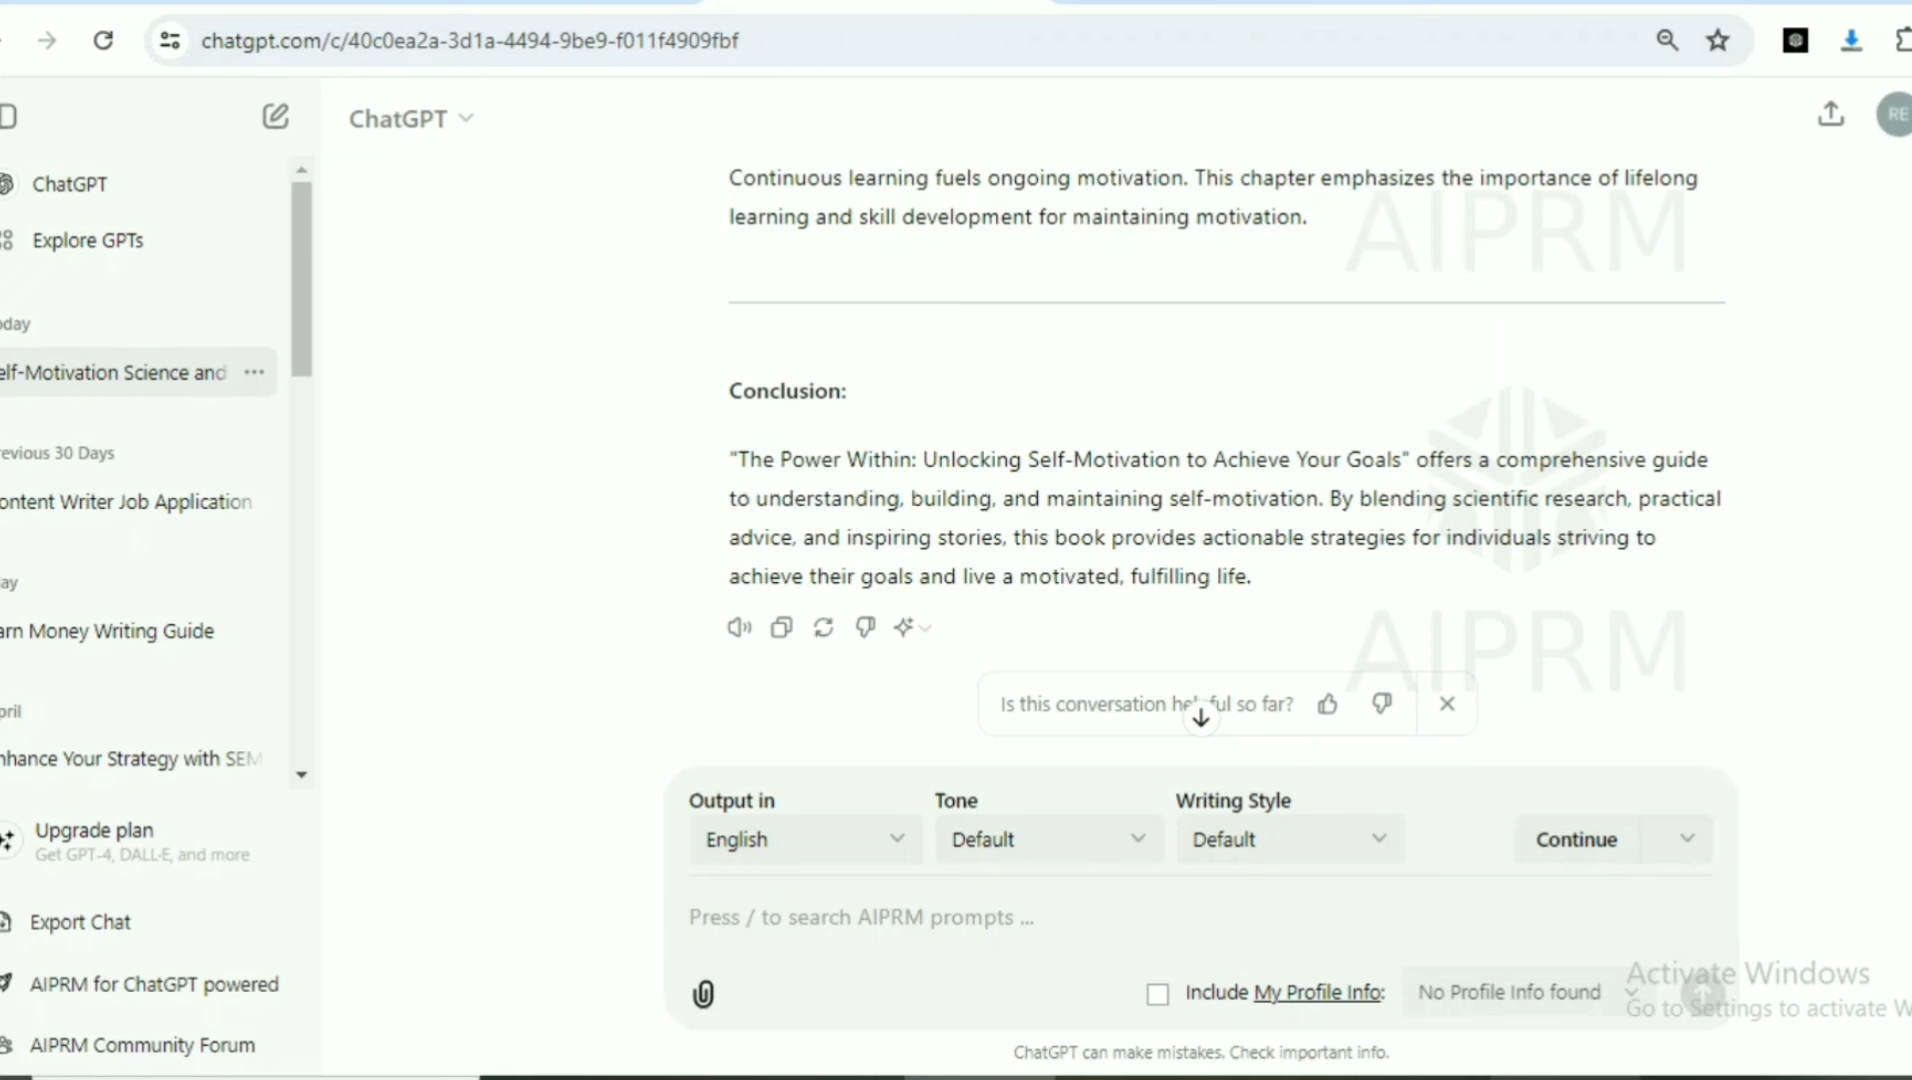 chatgpt.com/c/40c0ea2a-3d1a-4494-9be9-f011f4909fbf
ChatGPT
RE
ChatGPT
Explore GPTs
oday
elf-Motivation Science and
revious 30 Days
ontent Writer Job Application
ay
arn Money Writing Guide
pril
nhance Your Strategy with SEM
Upgrade plan
Get GPT-4, DALL·E, and more
Export Chat
AIPRM for ChatGPT powered
AIPRM Community Forum
Continuous learning fuels ongoing motivation. This chapter emphasizes the importance of lifelong
learning and skill development for maintaining motivation.
AIPRM
Conclusion:
"The Power Within: Unlocking Self-Motivation to Achieve Your Goals" offers a comprehensive guide
to understanding, building, and maintaining self-motivation. By blending scientific research, practical
advice, and inspiring stories, this book provides actionable strategies for individuals striving to
achieve their goals and live a motivated, fulfilling life.
AIPRM
Is this conversation helpful so far?
Output in Tone Writing Style
English Default Default Continue
Press / to search AIPRM prompts ...
Include My Profile Info: No Profile Info found
Activate Windows
Go to Settings to activate W
ChatGPT can make mistakes. Check important info.